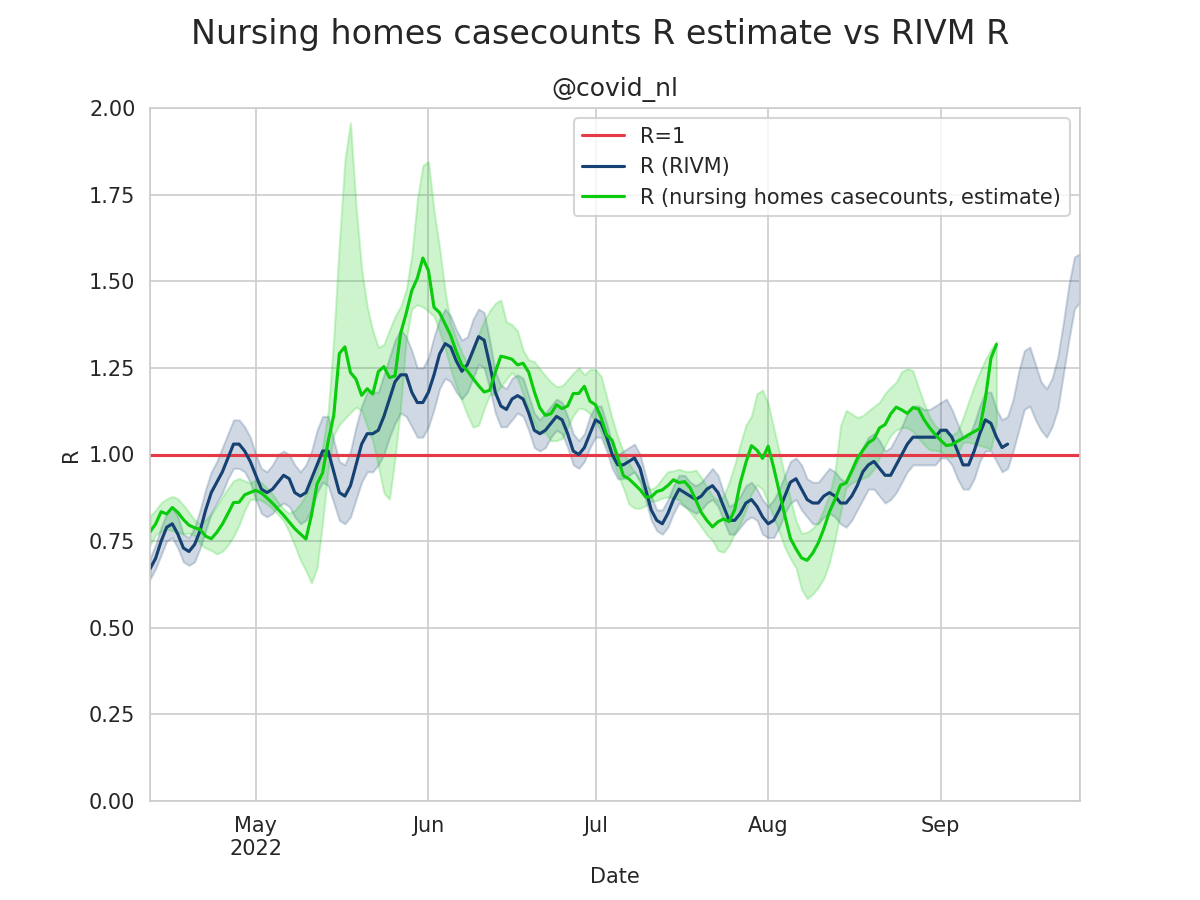 Nursing homes casecounts R estimate vs RIVM R
@covid_nl
R=1
R (RIVM)
R (nursing homes casecounts, estimate)
2.00
1.75
1.50
1.25
1.00
0.75
0.50
0.25
0.00
R
May
2022
Jun
Jul
Aug
Sep
Date